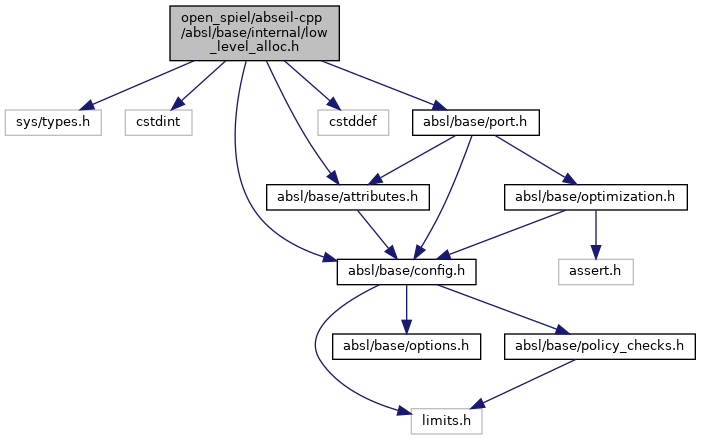 open_spiel/abseil-cpp
/absl/base/internal/low
_level_alloc.h
sys/types.h
cstdint
cstddef
absl/base/port.h
absl/base/attributes.h
absl/base/optimization.h
absl/base/config.h
assert.h
absl/base/options.h
absl/base/policy_checks.h
limits.h